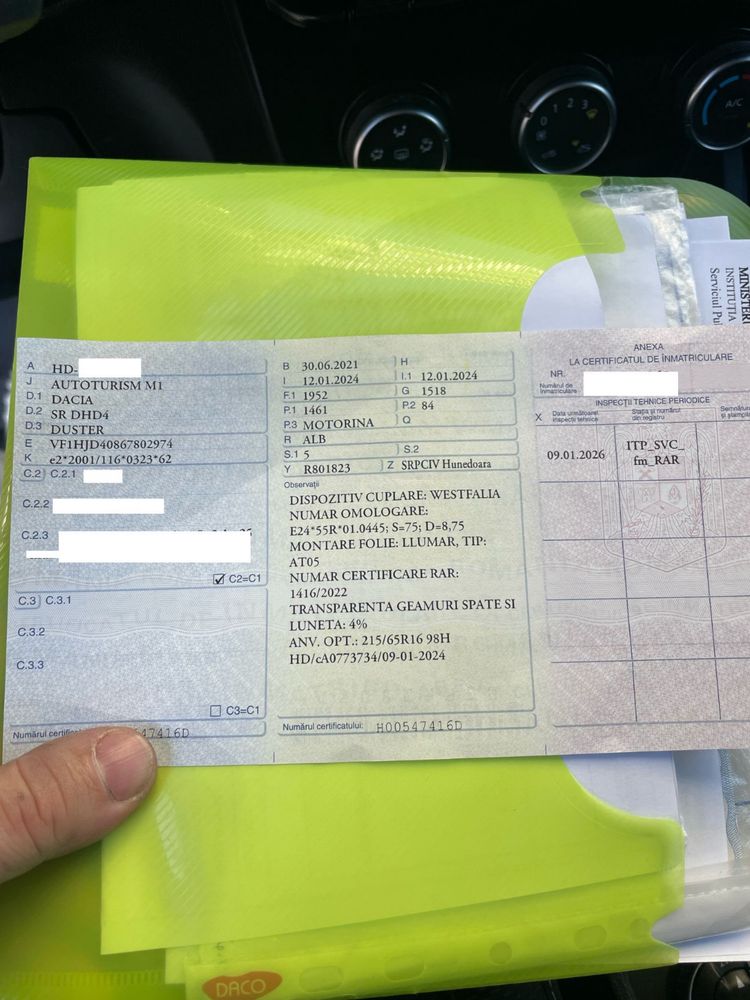 A HD-
J AUTOTURISM M1
D.1 DACIA
D.2 SR DHD4
D.3 DUSTER
E VF1HJD40867802974
K e2*2001/116*0323*62
C.2 C.2.1
C.2.2
C.2.3
C2=C1
C.3 C.3.1
C.3.2
C.3.3
C3=C1
Numărul certific 47416D
B 30.06.2021 H
I 12.01.2024 I.1 12.01.2024
F.1 1952 G 1518
P.1 1461 P.2 84
P.3 MOTORINA Q
R ALB
S.1 5 S.2
Y R801823 Z SRPCIV Hunedoara
Observații
DISPOZITIV CUPLARE: WESTFALIA
NUMAR OMOLOGARE:
E24*55R*01.0445; S=75; D=8,75
MONTARE FOLIE: LLUMAR, TIP:
AT05
NUMAR CERTIFICARE RAR:
1416/2022
TRANSPARENTA GEAMURI SPATE SI
LUNETA: 4%
ANV. OPT.: 215/65R16 98H
HD/cA0773734/09-01-2024
Numărul certificatului: H00547416D
ANEXA
LA CERTIFICATUL DE ÎNMATRICULARE
NR.
Numărul de
înmatriculare
INSPECȚII TEHNICE PERIODICE
X Data următoarei
inspecții tehnice
Stația și numărul
din registru
Semnătura
și ștampila
09.01.2026
ITP_SVC_
fm_RAR
MINISTER
INSTITUȚIA
Serviciul Pu
0 1 2 3
A/C
DACO